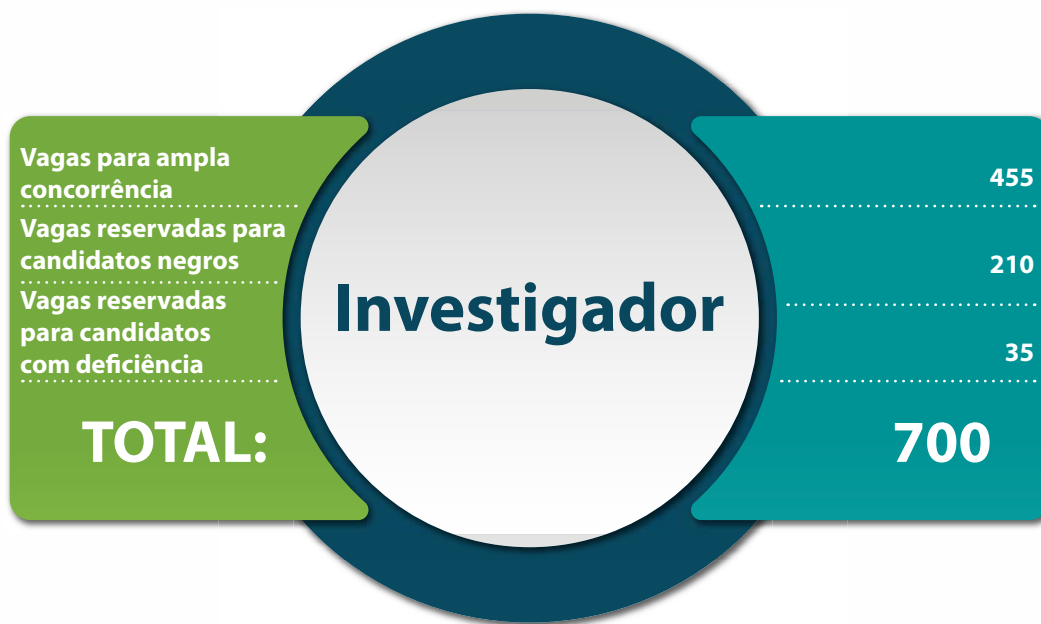 Vagas para ampla
concorrência
455
Vagas reservadas para
candidatos negros
210
Vagas reservadas
para candidatos
com deficiência
35
TOTAL:
700
Investigador